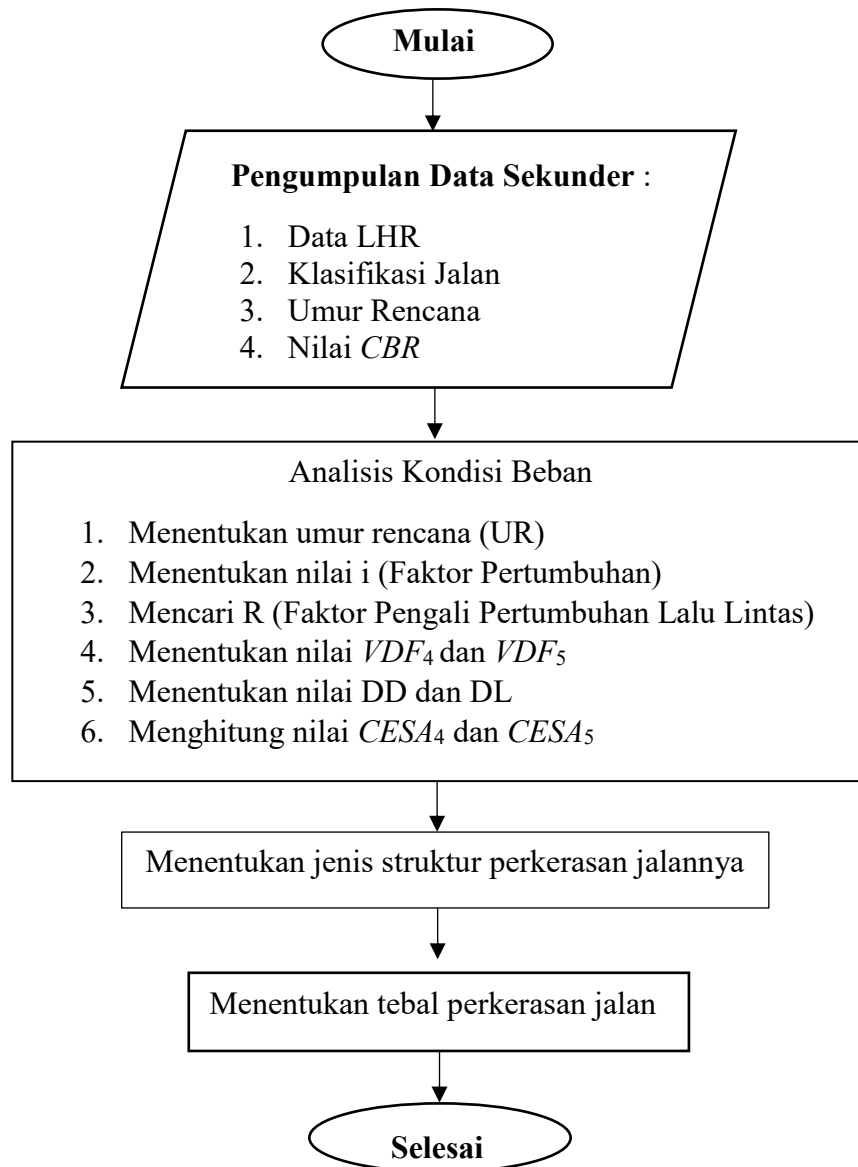 Mulai
Pengumpulan Data Sekunder :
1. Data LHR
2. Klasifikasi Jalan
3. Umur Rencana
4. Nilai CBR
Analisis Kondisi Beban
1. Menentukan umur rencana (UR)
2. Menentukan nilai i (Faktor Pertumbuhan)
3. Mencari R (Faktor Pengali Pertumbuhan Lalu Lintas)
4. Menentukan nilai VDF₄ dan VDF₅
5. Menentukan nilai DD dan DL
6. Menghitung nilai CESA₄ dan CESA₅
Menentukan jenis struktur perkerasan jalannya
Menentukan tebal perkerasan jalan
Selesai